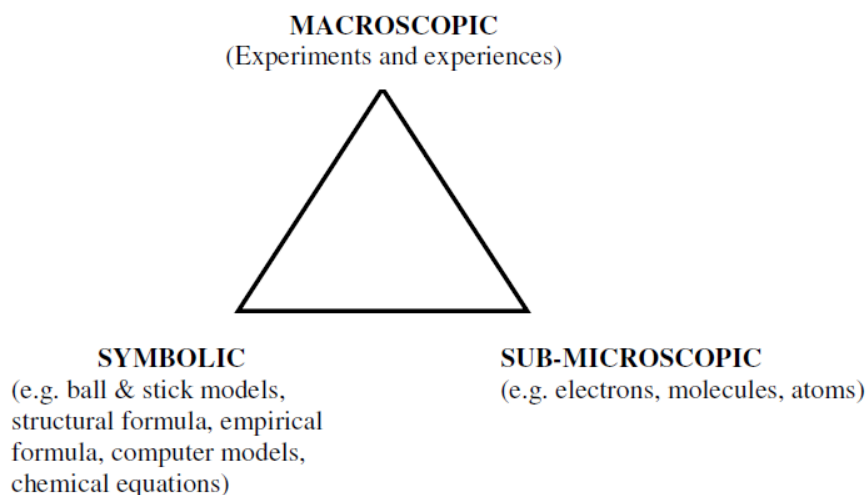 MACROSCOPIC
(Experiments and experiences)
SYMBOLIC
(e.g. ball & stick models,
structural formula, empirical
formula, computer models,
chemical equations)
SUB-MICROSCOPIC
(e.g. electrons, molecules, atoms)